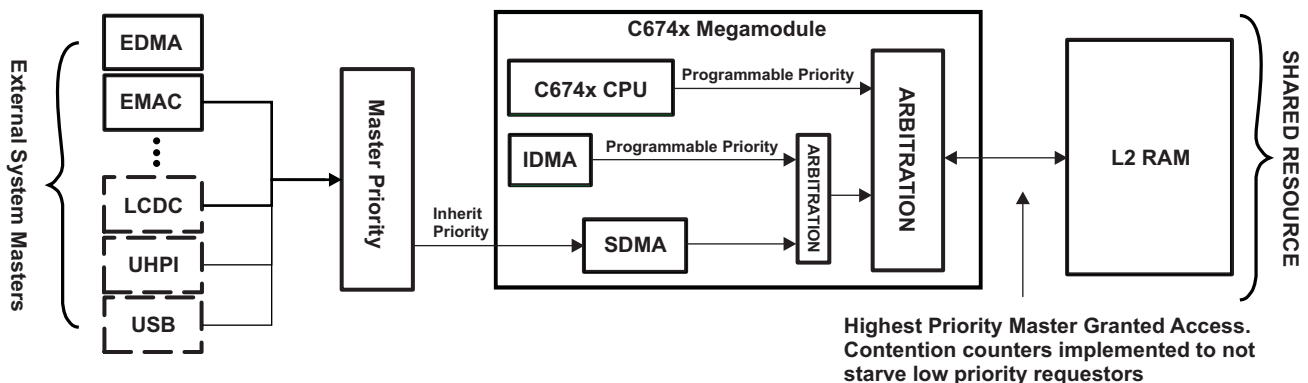 External System Masters
EDMA
EMAC
LCDC
UHPI
USB
Master Priority
Inherit
Priority
C674x Megamodule
C674x CPU
Programmable Priority
IDMA
Programmable Priority
SDMA
ARBITRATION
ARBITRATION
L2 RAM
SHARED RESOURCE
Highest Priority Master Granted Access.
Contention counters implemented to not
starve low priority requestors